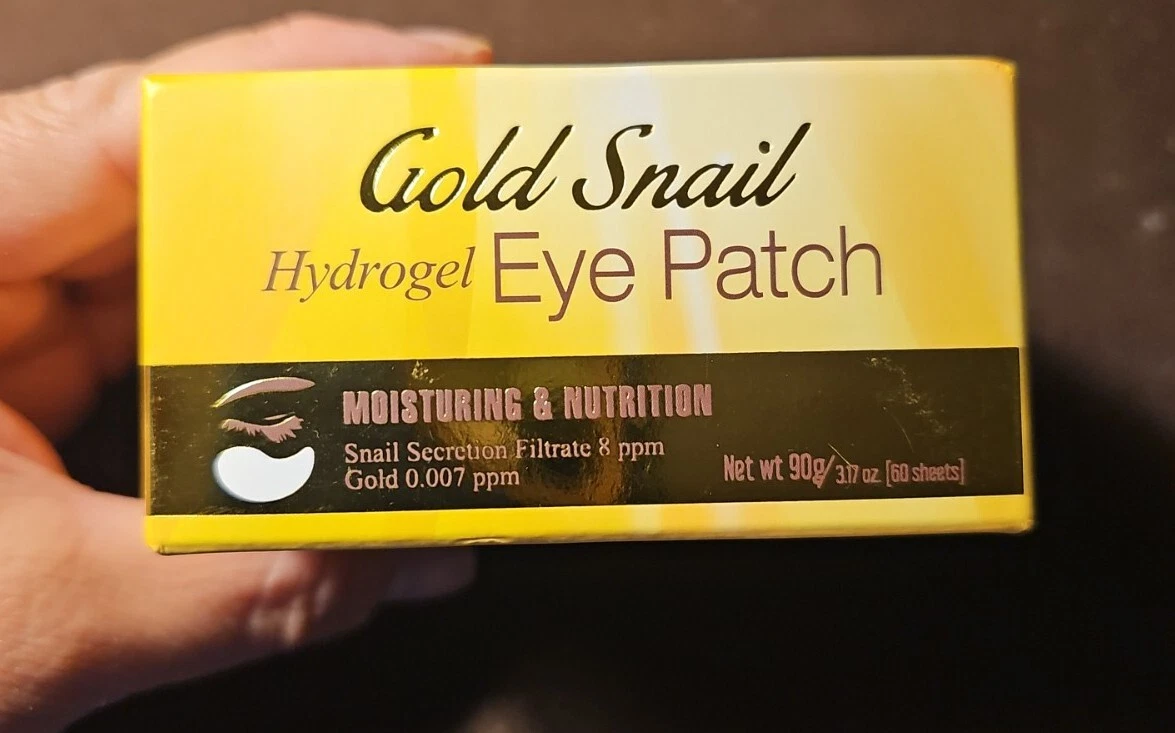 Gold Snail
Hydrogel Eye Patch
MOISTURING & NUTRITION
Snail Secretion Filtrate 8 ppm
Gold 0.007 ppm
Net wt 90g/3.17 oz. [60 sheets]